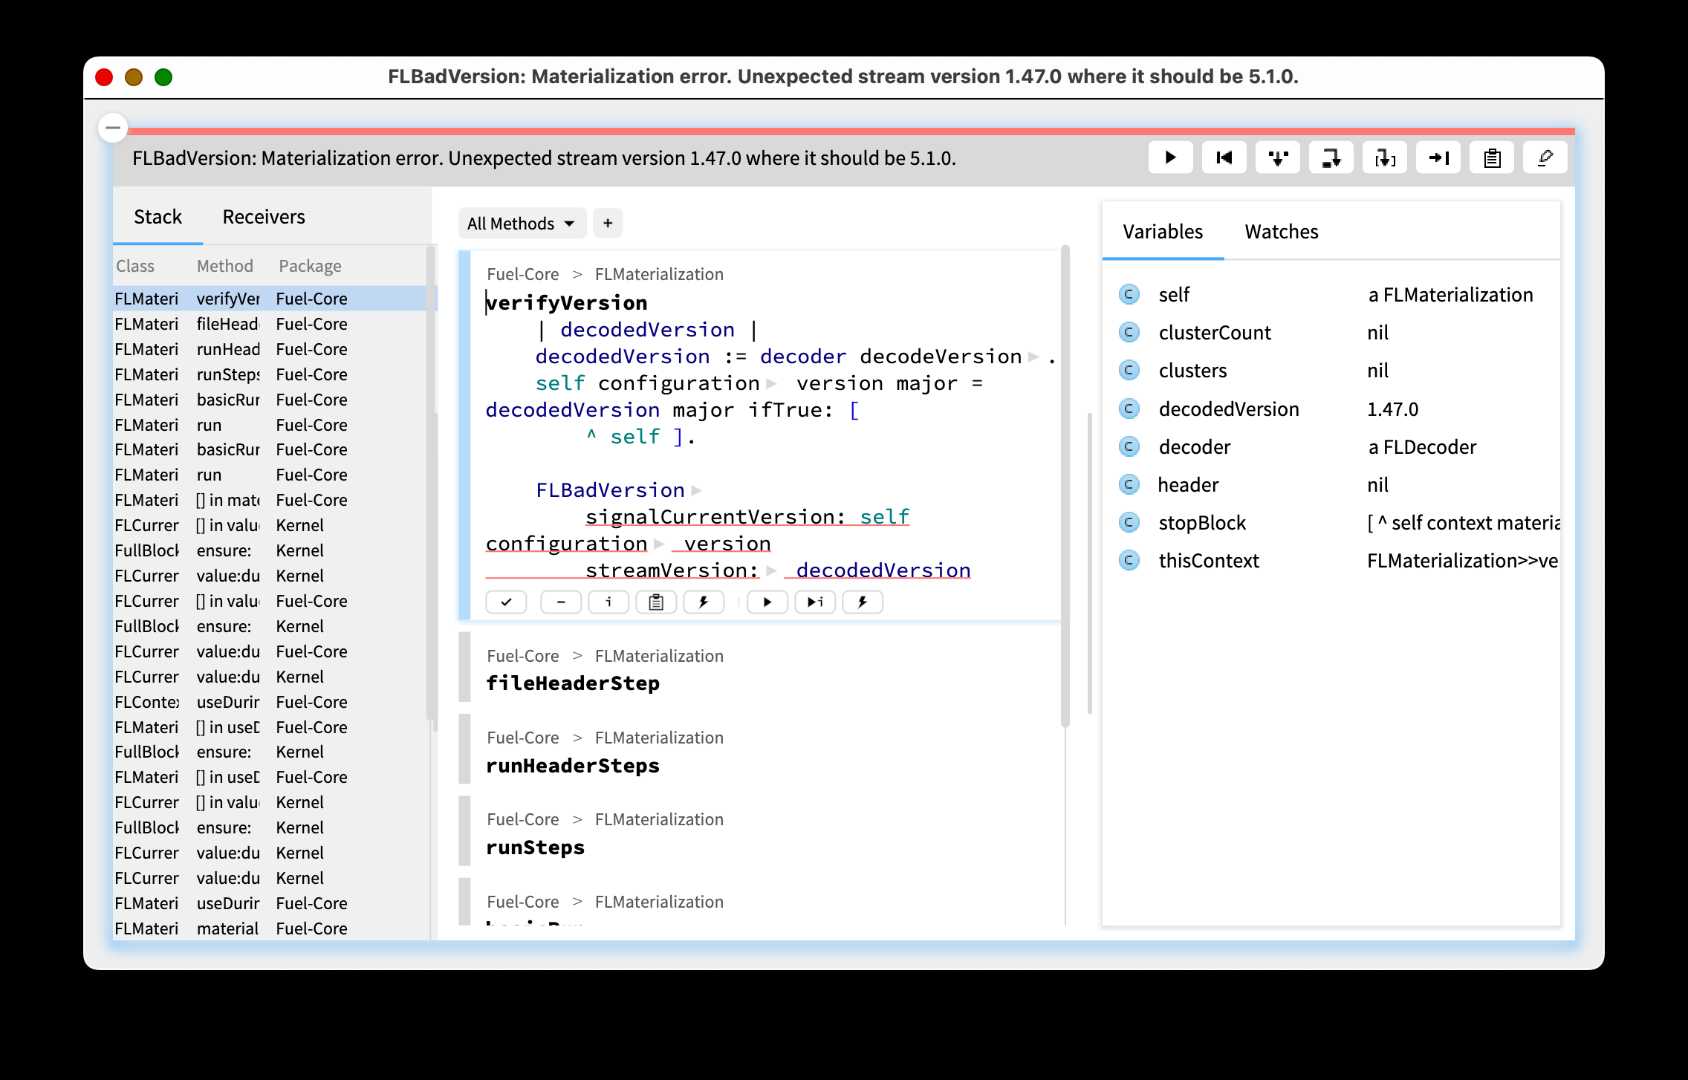 FLBadVersion: Materialization error. Unexpected stream version 1.47.0 where it should be 5.1.0.
FLBadVersion: Materialization error. Unexpected stream version 1.47.0 where it should be 5.1.0.
Stack Receivers
Class Method Package
FLMateri verifyVer Fuel-Core
FLMateri fileHead Fuel-Core
FLMateri runHead Fuel-Core
FLMateri runSteps Fuel-Core
FLMateri basicRur Fuel-Core
FLMateri run Fuel-Core
FLMateri basicRur Fuel-Core
FLMateri run Fuel-Core
FLMateri [] in mate Fuel-Core
FLCurrer [] in valu Kernel
FullBlock ensure: Kernel
FLCurrer value:du Kernel
FLCurrer [] in valu Fuel-Core
FullBlock ensure: Kernel
FLCurrer value:du Fuel-Core
FLCurrer value:du Kernel
FLContex useDurin Fuel-Core
FLMateri [] in useD Fuel-Core
FullBlock ensure: Kernel
FLMateri [] in useD Fuel-Core
FLCurrer [] in valu Kernel
FullBlock ensure: Kernel
FLCurrer value:du Kernel
FLCurrer value:du Kernel
FLMateri useDurin Fuel-Core
FLMateri material Fuel-Core
All Methods +
Fuel-Core > FLMaterialization
verifyVersion
| decodedVersion |
decodedVersion := decoder decodeVersion .
self configuration version major =
decodedVersion major ifTrue: [
^ self ].
FLBadVersion
signalCurrentVersion: self
configuration version
streamVersion: decodedVersion
Fuel-Core > FLMaterialization
fileHeaderStep
Fuel-Core > FLMaterialization
runHeaderSteps
Fuel-Core > FLMaterialization
runSteps
Fuel-Core > FLMaterialization
basicRun
Variables Watches
self a FLMaterialization
clusterCount nil
clusters nil
decodedVersion 1.47.0
decoder a FLDecoder
header nil
stopBlock [ ^ self context materia
thisContext FLMaterialization>>ve